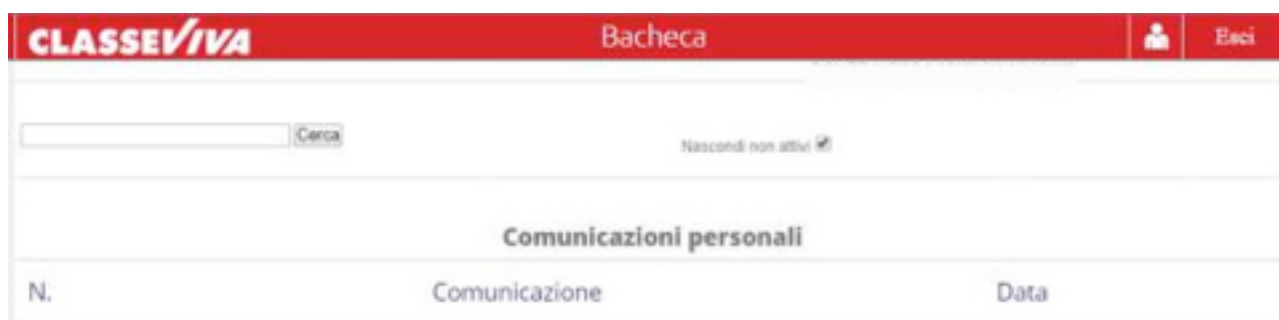 CLASSEVIVA Bacheca Esci
Cerca Nascondi non attivi
Comunicazioni personali
N. Comunicazione Data